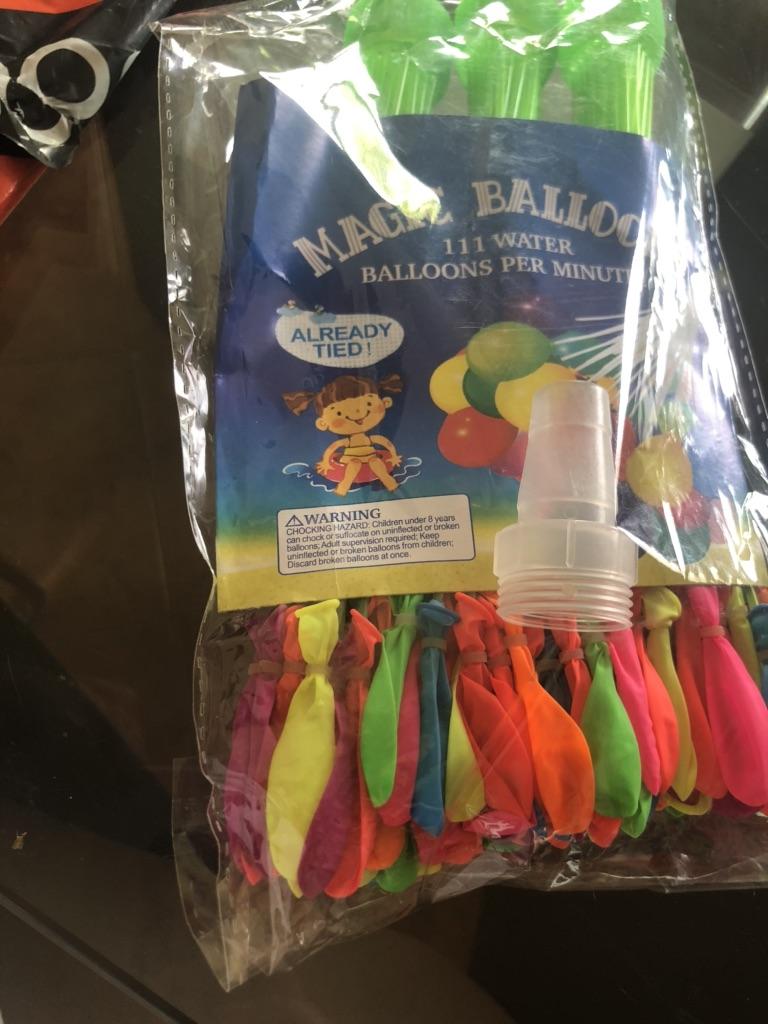 MAGIC BALLOO
111 WATER
BALLOONS PER MINUT
ALREADY
TIED!
WARNING
CHOCKING HAZARD: Children under 8 years
can chock or suffocate on uninflected or broken
balloons; Adult supervision required; Keep
uninflected or broken balloons from children;
Discard broken balloons at once.